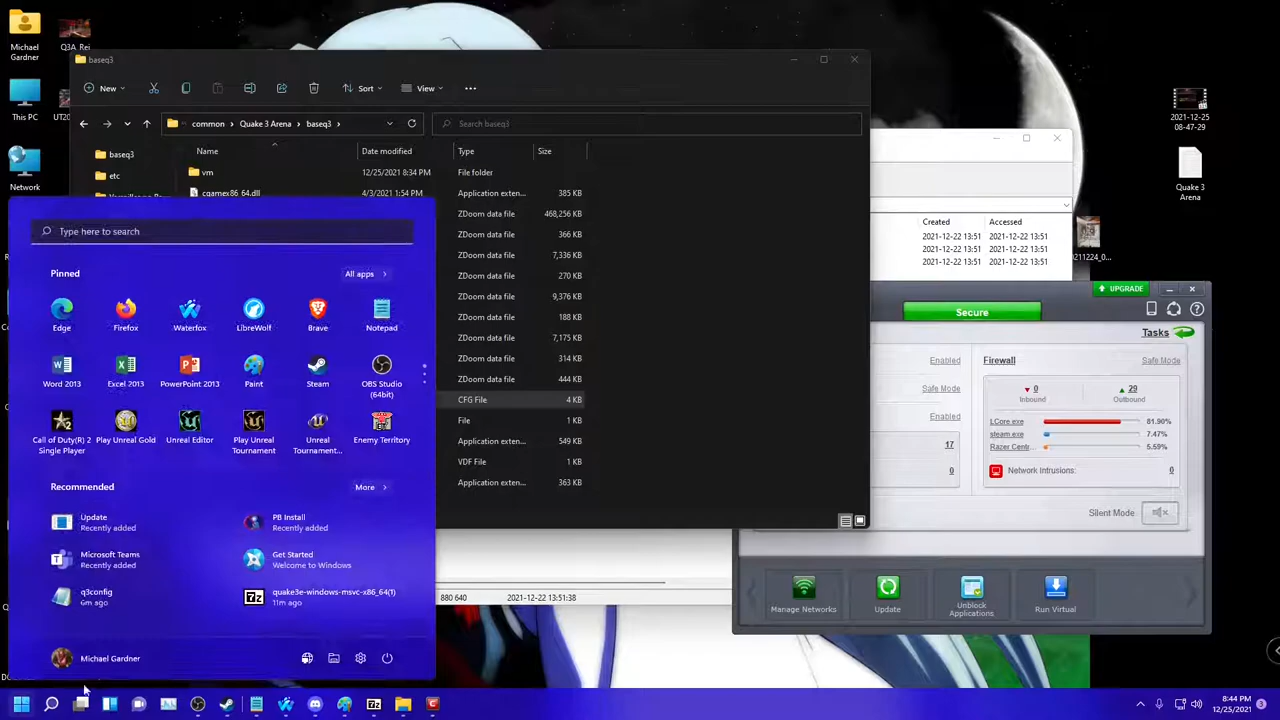 Michael
Gardner
Q3A_Rei
This PC
Network
baseq3
New
Sort
View
common
Quake 3 Arena
baseq3
Search baseq3
baseq3
etc
Name
Date modified
Type
Size
vm
12/25/2021 8:34 PM
File folder
cgamex86_64.dll
4/3/2021 1:54 PM
Application exten...
385 KB
ZDoom data file
468,256 KB
ZDoom data file
366 KB
ZDoom data file
7,336 KB
ZDoom data file
270 KB
ZDoom data file
9,376 KB
ZDoom data file
188 KB
ZDoom data file
7,175 KB
ZDoom data file
314 KB
ZDoom data file
444 KB
CFG File
4 KB
File
1 KB
Application exten...
549 KB
VDF File
1 KB
Application exten...
363 KB
Type here to search
Pinned
All apps
Edge
Firefox
Waterfox
LibreWolf
Brave
Notepad
Word 2013
Excel 2013
PowerPoint 2013
Paint
Steam
OBS Studio
(64bit)
Call of Duty(R) 2
Single Player
Play Unreal Gold
Unreal Editor
Play Unreal
Tournament
Unreal
Tournament...
Enemy Territory
Recommended
More
Update
Recently added
PB Install
Recently added
Microsoft Teams
Recently added
Get Started
Welcome to Windows
q3config
6m ago
quake3e-windows-msvc-x86_64(1)
11m ago
Michael Gardner
880 640
2021-12-22 13:51:38
Created
Accessed
2021-12-22 13:51
2021-12-22 13:51
2021-12-22 13:51
2021-12-22 13:51
2021-12-22 13:51
2021-12-22 13:51
2021-12-25
08-47-29
Quake 3
Arena
UPGRADE
Secure
Tasks
Enabled
Firewall
Safe Mode
Safe Mode
Enabled
17
0
0
Inbound
29
Outbound
LCore.exe
81.90%
steam.exe
7.47%
Razer Centr...
5.59%
Network Intrusions:
0
Silent Mode
Manage Networks
Update
Unblock
Applications
Run Virtual
8:44 PM
12/25/2021
3